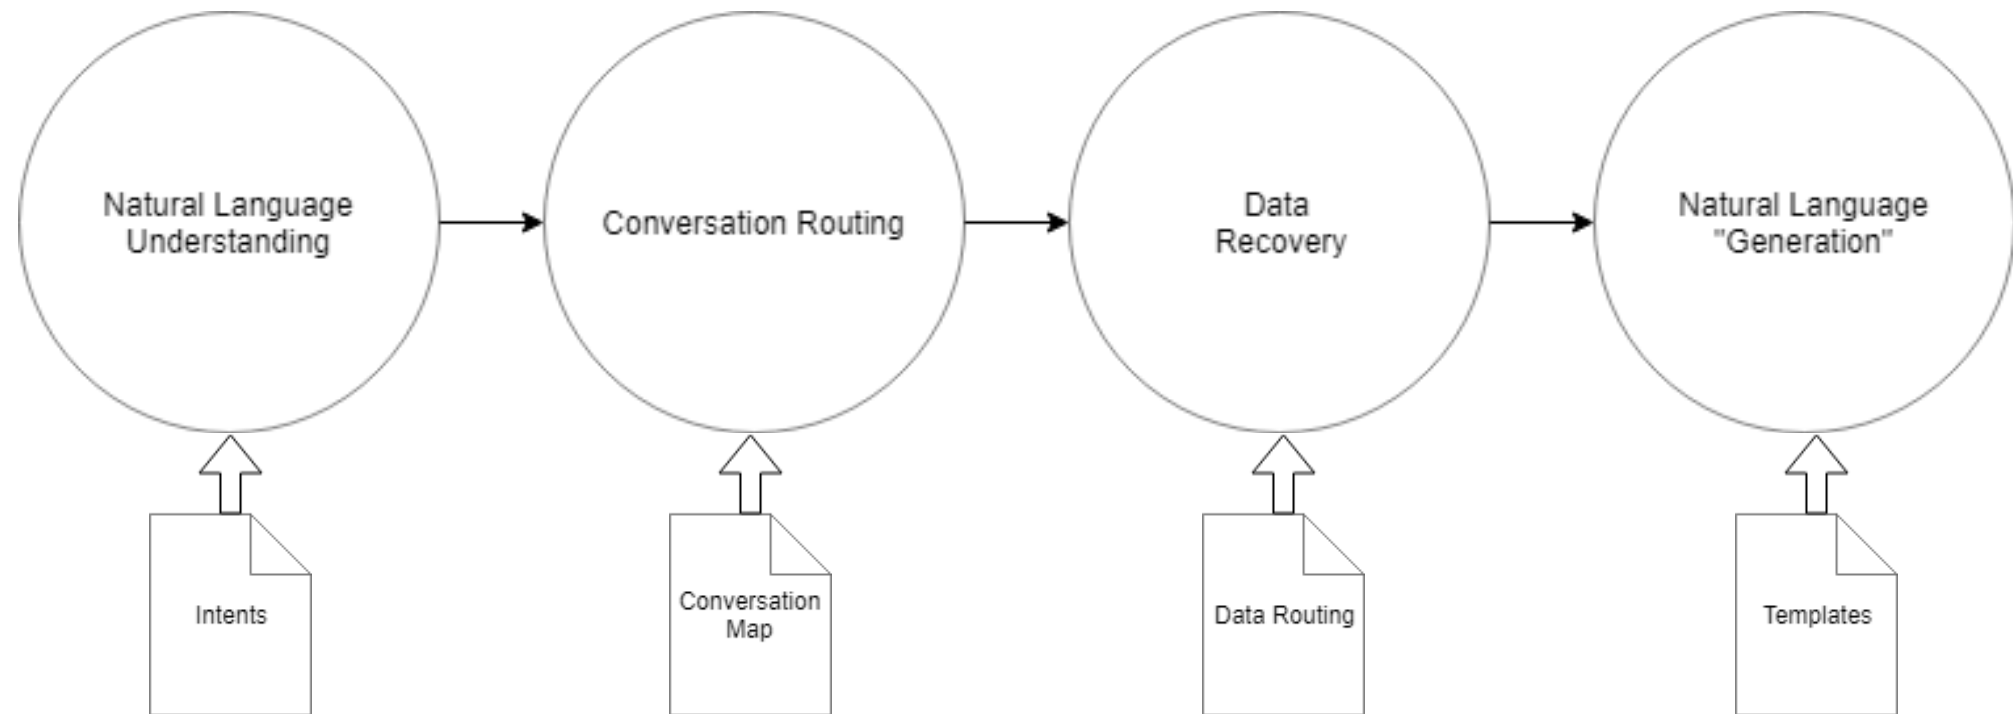 Natural Language
Understanding
Conversation Routing
Data
Recovery
Natural Language
"Generation"
Intents
Conversation
Map
Data Routing
Templates